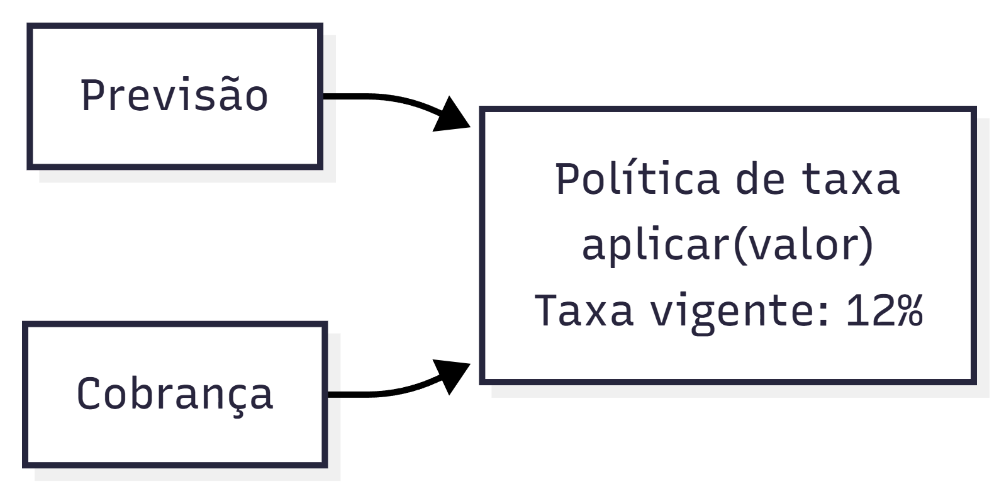 Previsão
Política de taxa
aplicar(valor)
Taxa vigente: 12%
Cobrança